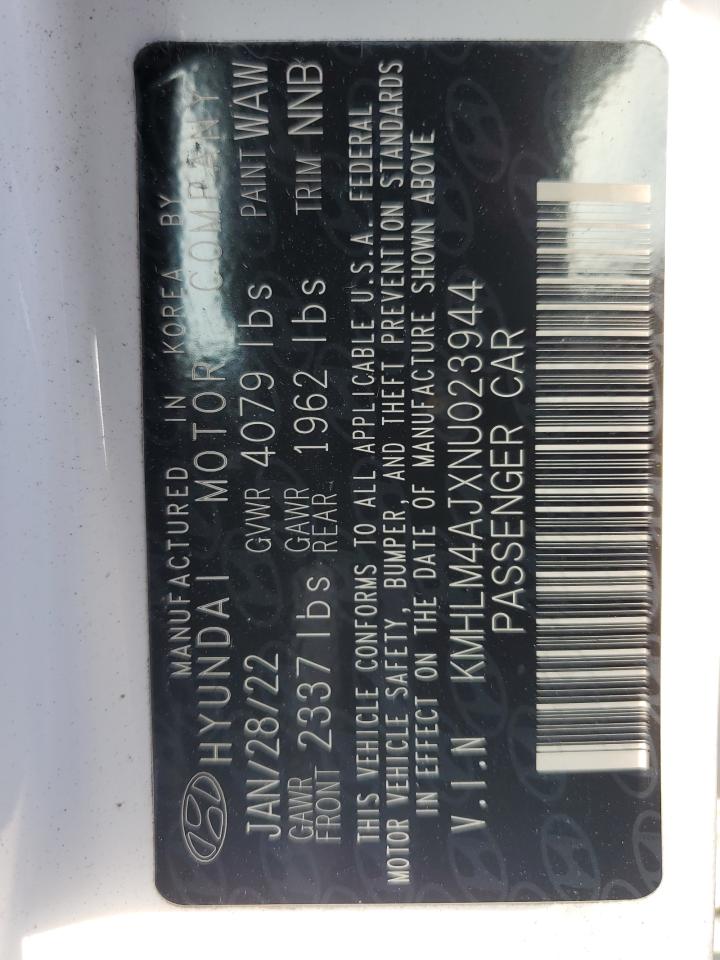 MANUFACTURED IN KOREA BY
HYUNDAI MOTOR COMPANY
JAN/28/22 GVWR 4079 lbs PAINT WAW
GAWR FRONT 2337 lbs GAWR REAR 1962 lbs TRIM NNB
THIS VEHICLE CONFORMS TO ALL APPLICABLE U.S.A. FEDERAL
MOTOR VEHICLE SAFETY, BUMPER, AND THEFT PREVENTION STANDARDS
IN EFFECT ON THE DATE OF MANUFACTURE SHOWN ABOVE
V.I.N KMHLM4AJXNU023944
PASSENGER CAR